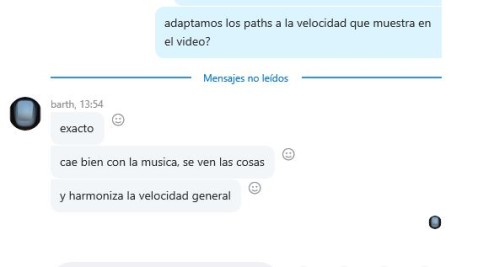 adaptamos los paths a la velocidad que muestra en
el video?
Mensajes no leídos
barth, 13:54
exacto
cae bien con la musica, se ven las cosas
y harmoniza la velocidad general